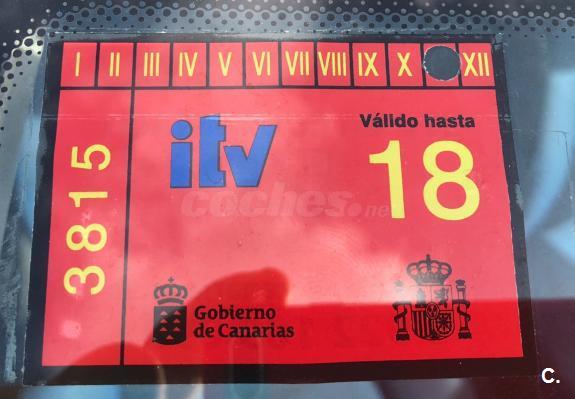 I II III IV V VI VII VIII IX X XII
3815
itv
Válido hasta
18
coches.net
Gobierno
de Canarias
C.